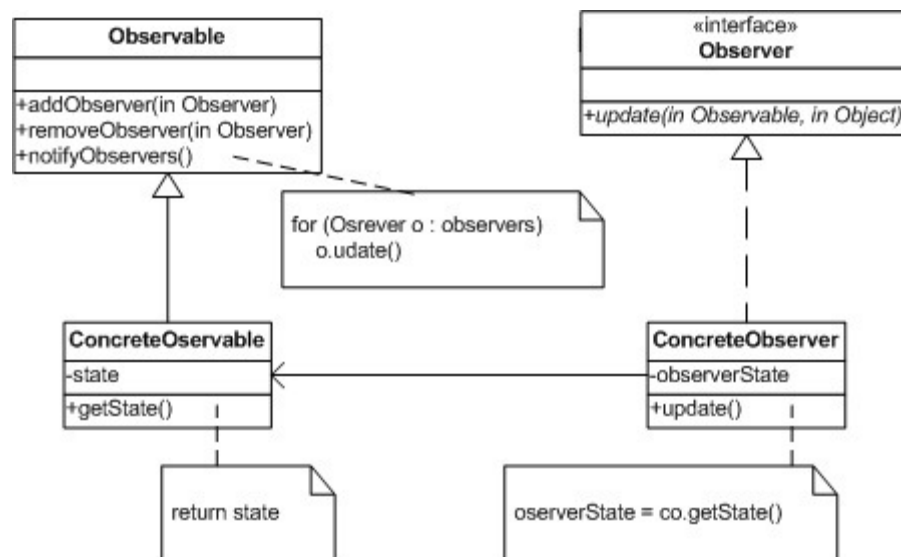 Observable
+addObserver(in Observer)
+removeObserver(in Observer)
+notifyObservers()
«interface»
Observer
+update(in Observable, in Object)
for (Osrever o : observers)
o.udate()
ConcreteOservable
-state
+getState()
ConcreteObserver
-observerState
+update()
return state
oserverState = co.getState()